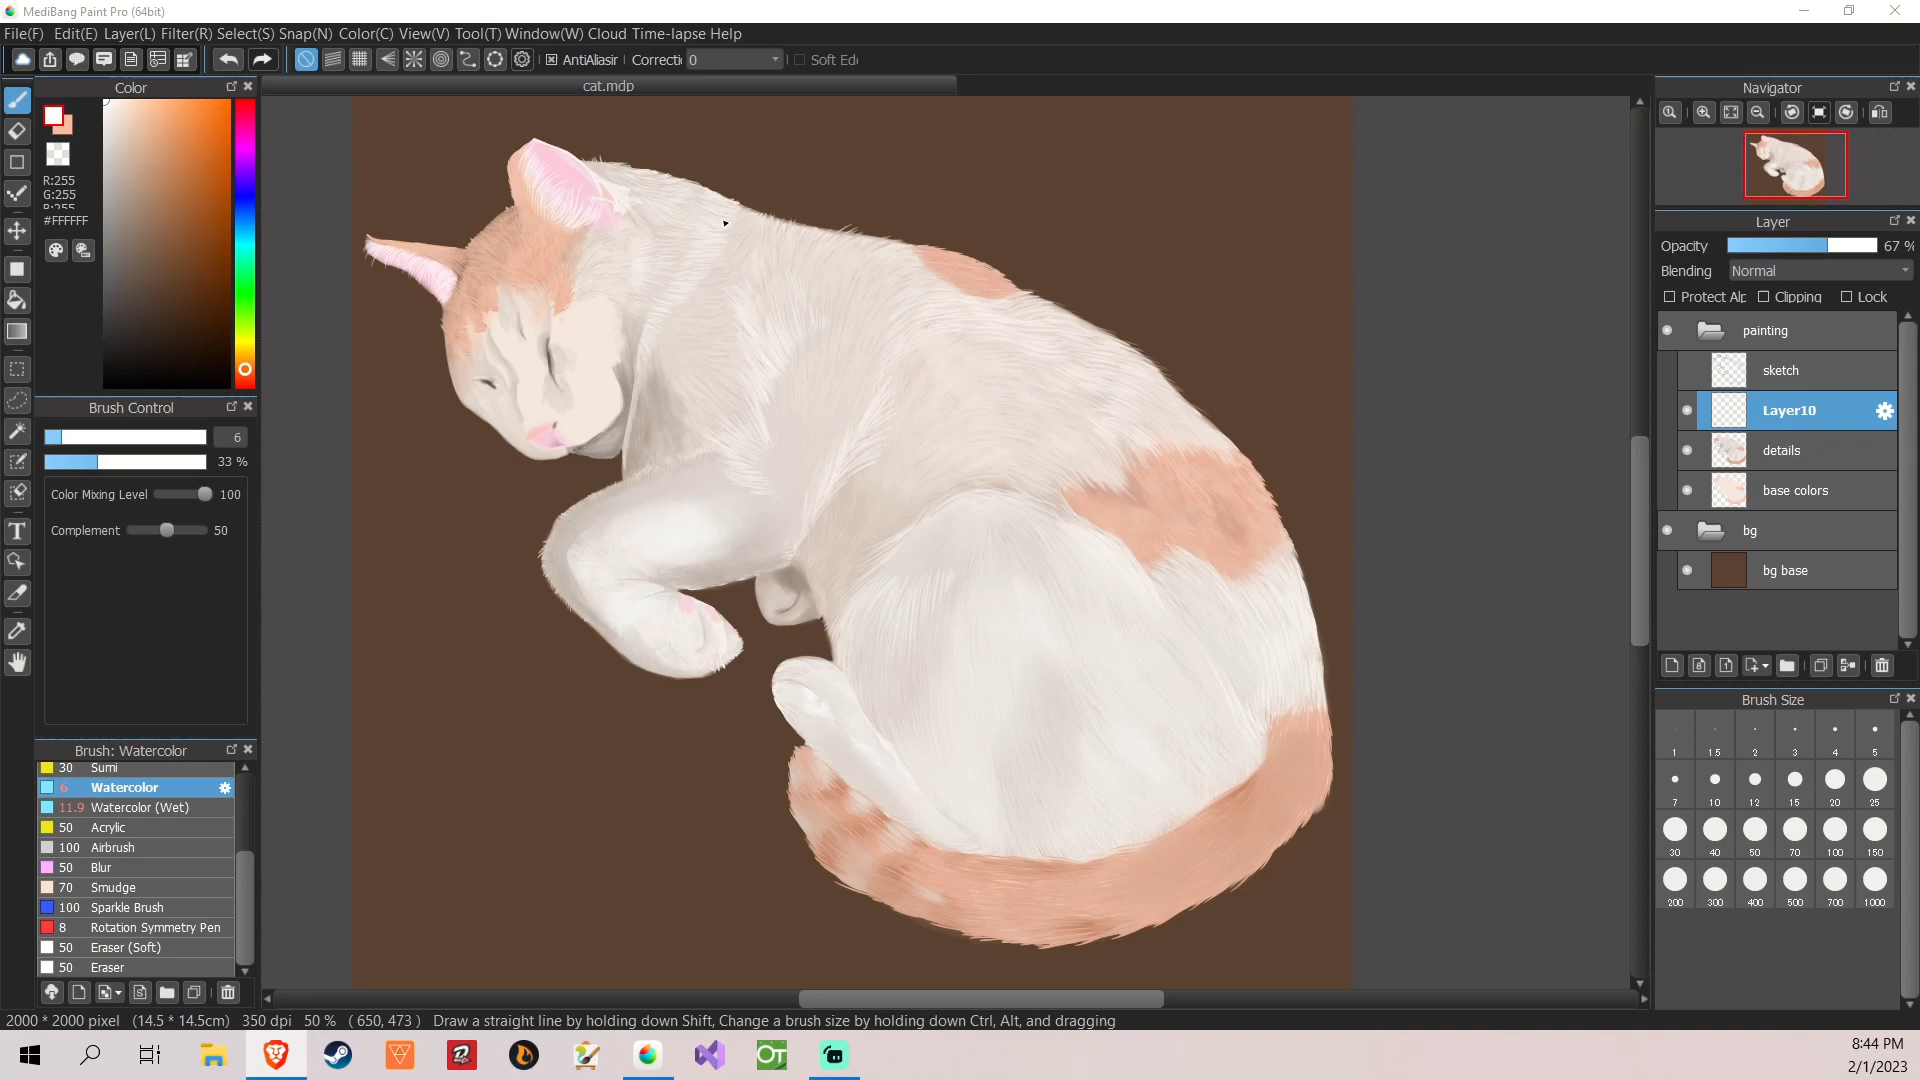 MediBang Paint Pro (64bit)
File(F) Edit(E) Layer(L) Filter(R) Select(S) Snap(N) Color(C) View(V) Tool(T) Window(W) Cloud Time-lapse Help
AntiAliasir Correcti 0 Soft Ed
Color
cat.mdp
Navigator
R:255
G:255
B:255
#FFFFFF
Layer
Opacity 67 %
Blending Normal
Protect Alp Clipping Lock
painting
sketch
Layer10
details
base colors
bg
bg base
Brush Control
6
33 %
Color Mixing Level 100
Complement 50
Brush: Watercolor
30 Sumi
6 Watercolor
11.9 Watercolor (Wet)
50 Acrylic
100 Airbrush
50 Blur
70 Smudge
100 Sparkle Brush
8 Rotation Symmetry Pen
50 Eraser (Soft)
50 Eraser
Brush Size
1 1.5 2 3 4 5
7 10 12 15 20 25
30 40 50 70 100 150
200 300 400 500 700 1000
2000 * 2000 pixel (14.5 * 14.5cm) 350 dpi 50 % ( 650, 473 ) Draw a straight line by holding down Shift, Change a brush size by holding down Ctrl, Alt, and dragging
OT
8:44 PM
2/1/2023